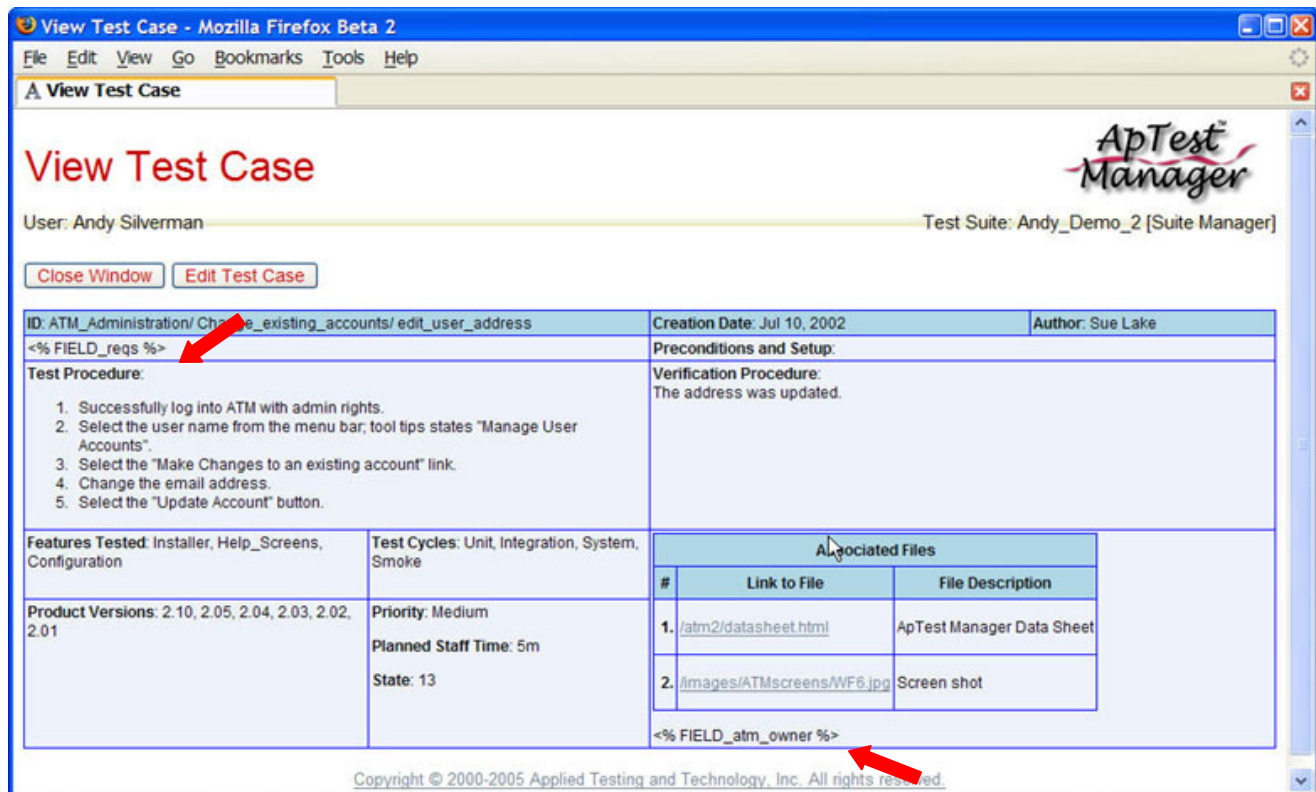 View Test Case - Mozilla Firefox Beta 2
File Edit View Go Bookmarks Tools Help
A View Test Case
ApTest™
Manager
View Test Case
User: Andy Silverman
Test Suite: Andy_Demo_2 [Suite Manager]
Close Window
Edit Test Case
ID: ATM_Administration/ Change_existing_accounts/ edit_user_address
Creation Date: Jul 10, 2002
Author: Sue Lake
<% FIELD_reqs %>
Preconditions and Setup:
Test Procedure:
1. Successfully log into ATM with admin rights.
2. Select the user name from the menu bar; tool tips states "Manage User
Accounts".
3. Select the "Make Changes to an existing account" link.
4. Change the email address.
5. Select the "Update Account" button.
Verification Procedure:
The address was updated.
Features Tested: Installer, Help_Screens,
Configuration
Test Cycles: Unit, Integration, System,
Smoke
Product Versions: 2.10, 2.05, 2.04, 2.03, 2.02,
2.01
Priority: Medium
Planned Staff Time: 5m
State: 13
Associated Files
# Link to File File Description
1. /atm2/datasheet.html ApTest Manager Data Sheet
2. /images/ATMscreens/WF6.jpg Screen shot
<% FIELD_atm_owner %>
Copyright © 2000-2005 Applied Testing and Technology, Inc. All rights reserved.